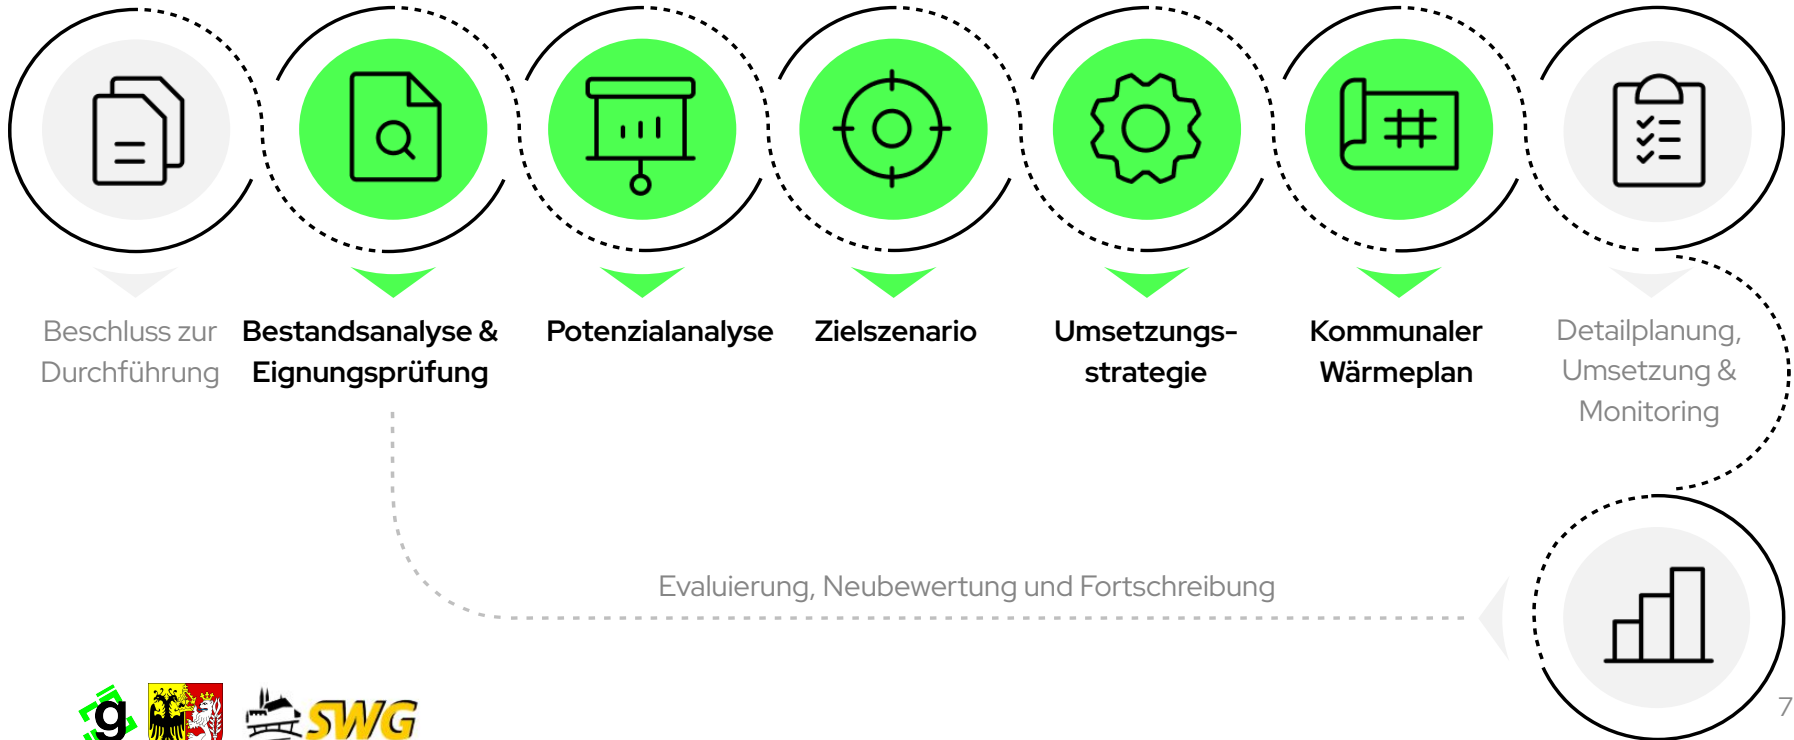 Beschluss zur
Durchführung
Bestandsanalyse &
Eignungsprüfung
Potenzialanalyse
Zielszenario
Umsetzungs-
strategie
Kommunaler
Wärmeplan
Detailplanung,
Umsetzung &
Monitoring
Evaluierung, Neubewertung und Fortschreibung
g
SWG
7